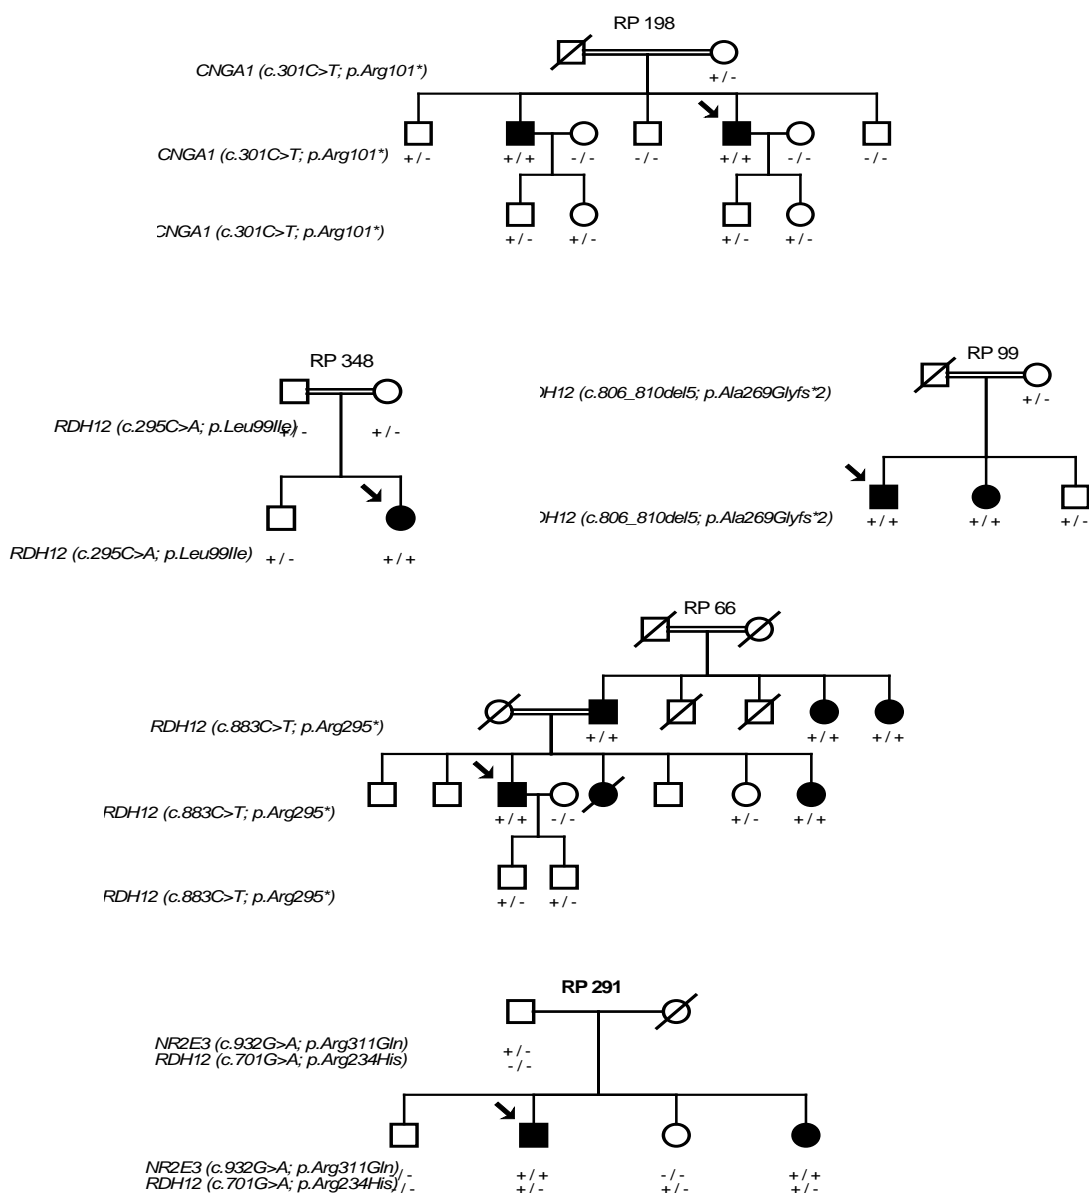 RP 198
CNGA1 (c.301C>T; p.Arg101*)
+/-
CNGA1 (c.301C>T; p.Arg101*)
+/- +/+ -/- -/- +/+ -/- -/-
CNGA1 (c.301C>T; p.Arg101*)
+/- +/- +/- +/-
RP 348
RDH12 (c.295C>A; p.Leu99Ile)
+/- +/-
RDH12 (c.295C>A; p.Leu99Ile)
+/- +/+
RP 99
DH12 (c.806_810del5; p.Ala269Glyfs*2)
+/-
DH12 (c.806_810del5; p.Ala269Glyfs*2)
+/+ +/+ +/-
RP 66
RDH12 (c.883C>T; p.Arg295*)
+/+ +/+ +/+
RDH12 (c.883C>T; p.Arg295*)
+/+ -/- +/- +/+
RDH12 (c.883C>T; p.Arg295*)
+/- +/-
RP 291
NR2E3 (c.932G>A; p.Arg311Gln)
+/-
RDH12 (c.701G>A; p.Arg234His)
-/-
NR2E3 (c.932G>A; p.Arg311Gln)
/- +/+ -/- +/+
RDH12 (c.701G>A; p.Arg234His)
/- +/- +/- +/-